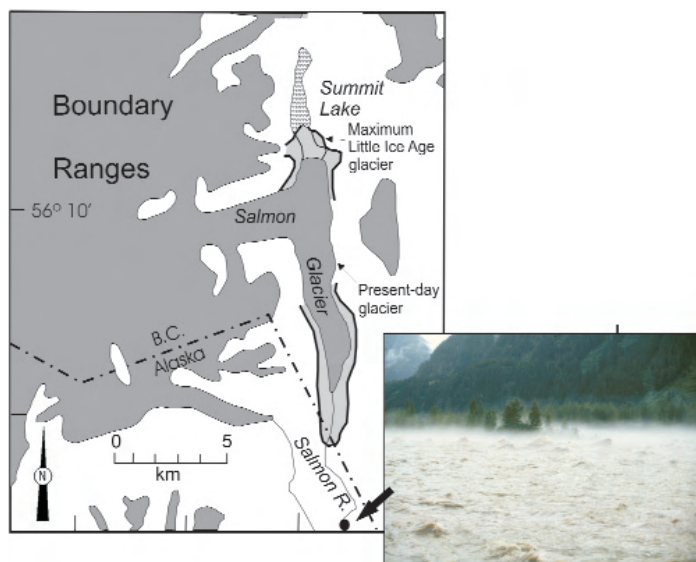 Boundary
Ranges
Summit
Lake
Maximum
Little Ice Age
glacier
56° 10'
Salmon
Glacier
Present-day
glacier
B.C.
Alaska
0
5
km
Salmon R.
N